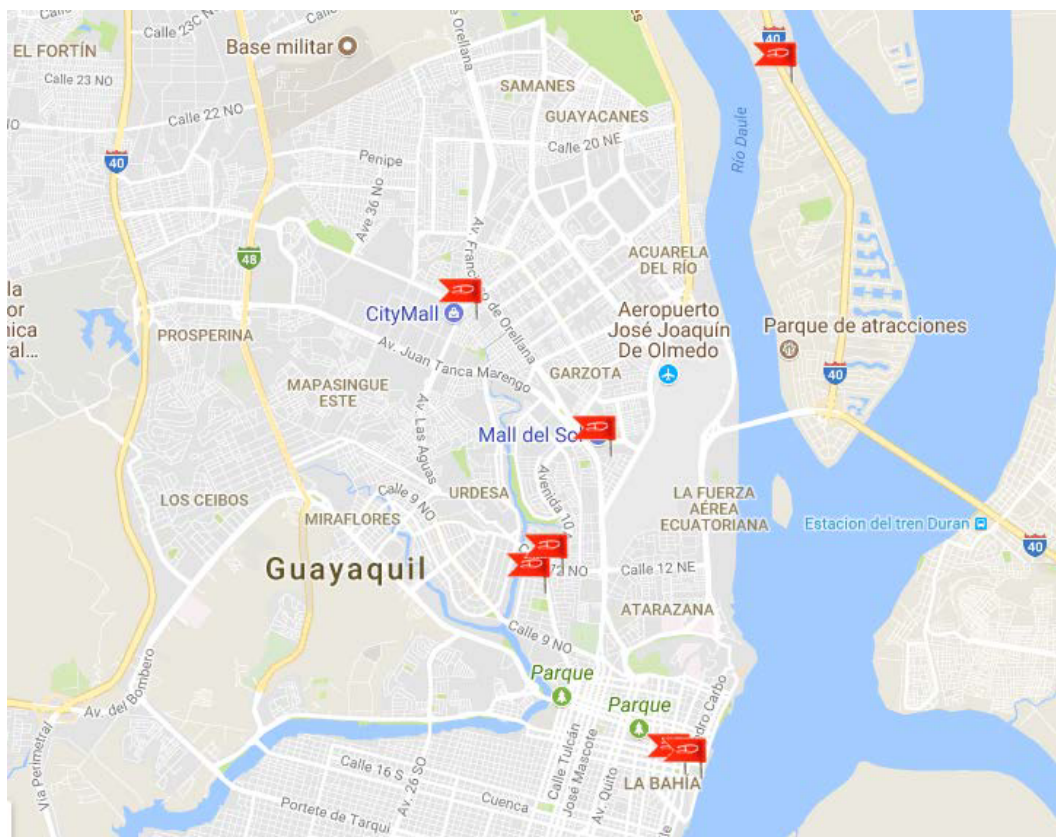 Calle 23C NO
EL FORTÍN
Base militar
Calle 23 NO
Calle 22 NO
40
SAMANES
GUAYACANES
Calle 20 NE
Penipe
40
Ave 36 NO
Río Daule
48
Av. Francisco de Orellana
ACUARELA
DEL RÍO
CityMall
Aeropuerto
José Joaquín
De Olmedo
Parque de atracciones
PROSPERINA
Av. Juan Tanca Marengo
GARZOTA
40
MAPASINGUE
ESTE
Av. Las Aguas
Mall del Sol
Avenida 10
LOS CEIBOS
Calle 9 NO
URDESA
MIRAFLORES
LA FUERZA
AÉREA
ECUATORIANA
Estacion del tren Duran
40
Guayaquil
72 NO
Calle 12 NE
ATARAZANA
Calle 9 NO
Parque
Parque
Av. del Bombero
Vía Perimetral
Calle 16 S
Av. 26 SO
Calle Tulcán
José Mascote
Av. Quito
LA BAHÍA
Cuenca
Portete de Tarqui